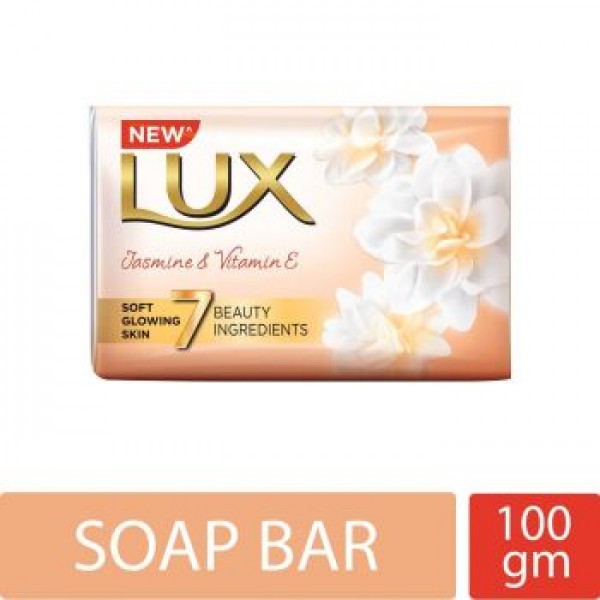 NEW^
LUX
Jasmine & Vitamin E
SOFT
GLOWING
SKIN
7
BEAUTY
INGREDIENTS
SOAP BAR
100
gm